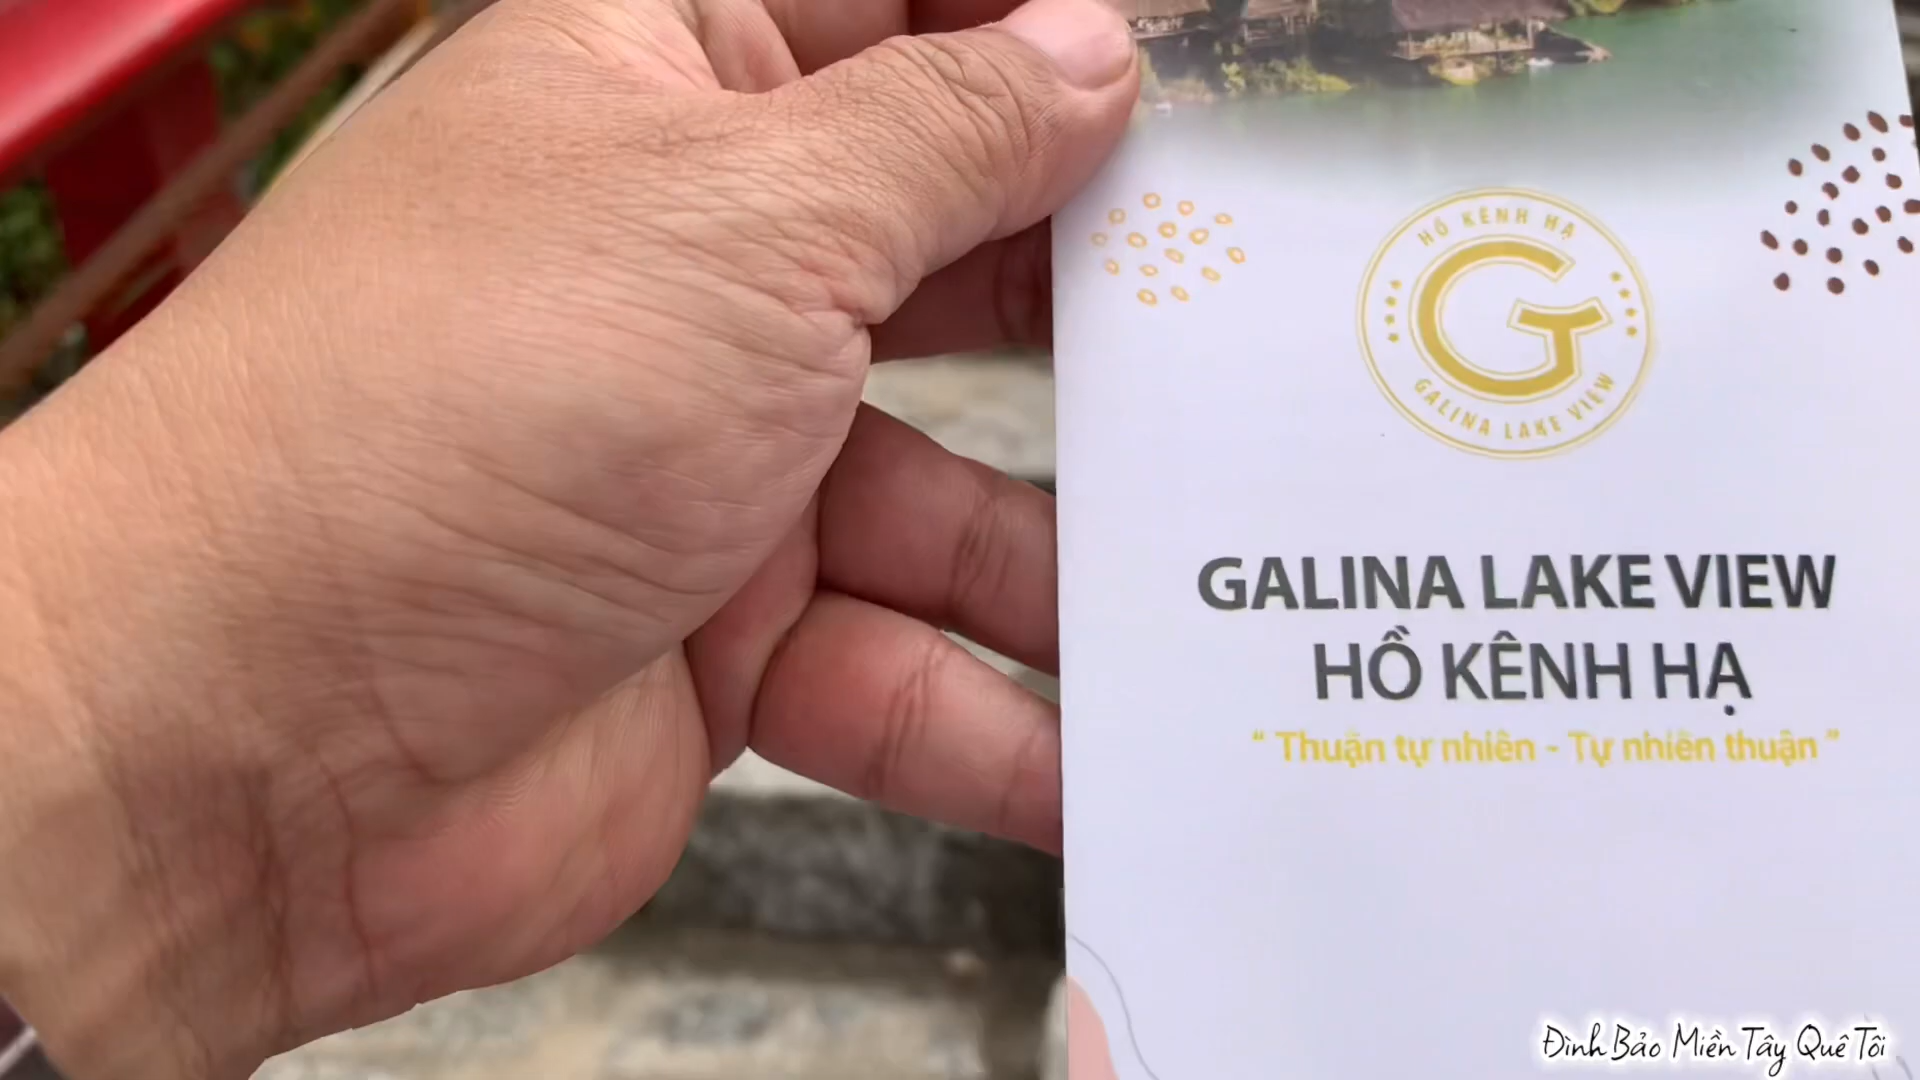 HỒ KÊNH HẠ
G
GALINA LAKE VIEW
GALINA LAKE VIEW
HỒ KÊNH HẠ
“ Thuận tự nhiên - Tự nhiên thuận ”
Đình Bảo Miền Tây Quê Tôi